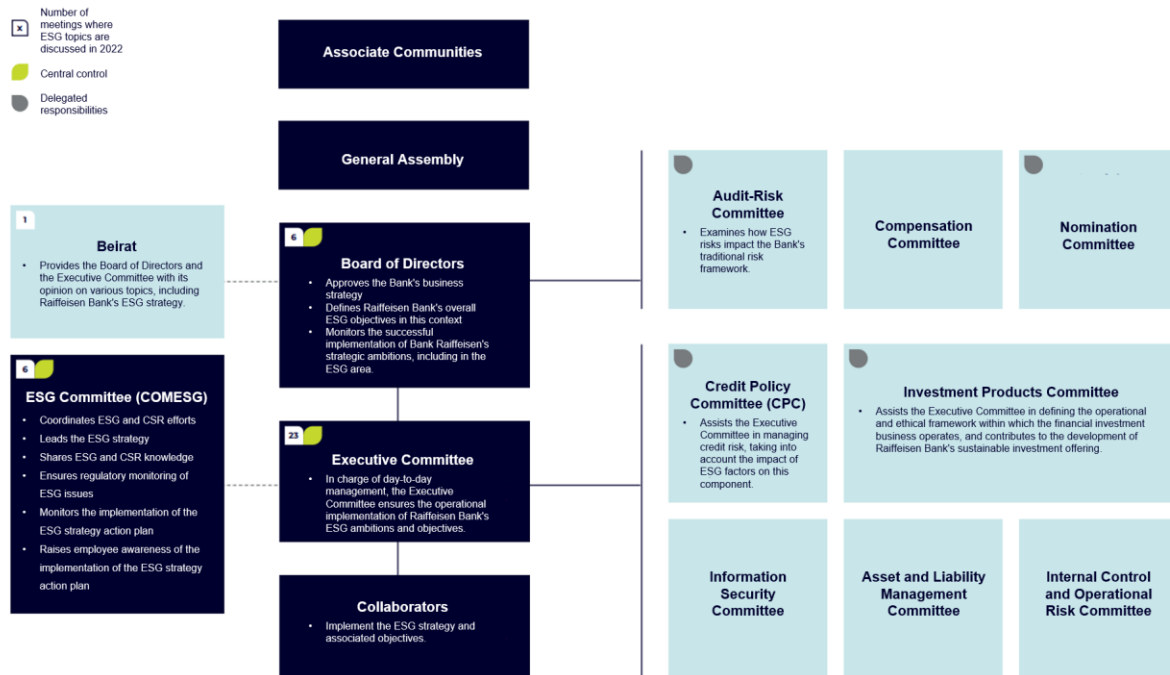 x
Number of
meetings where
ESG topics are
discussed in 2022
Central control
Delegated
responsibilities
Associate Communities
General Assembly
1
Beirat
• Provides the Board of Directors and
the Executive Committee with its
opinion on various topics, including
Raiffeisen Bank's ESG strategy.
6
Board of Directors
• Approves the Bank's business
strategy
• Defines Raiffeisen Bank's overall
ESG objectives in this context
• Monitors the successful
implementation of Bank Raiffeisen's
strategic ambitions, including in the
ESG area.
Audit-Risk
Committee
• Examines how ESG
risks impact the Bank's
traditional risk
framework.
Compensation
Committee
Nomination
Committee
6
ESG Committee (COMESG)
• Coordinates ESG and CSR efforts
• Leads the ESG strategy
• Shares ESG and CSR knowledge
• Ensures regulatory monitoring of
ESG issues
• Monitors the implementation of the
ESG strategy action plan
• Raises employee awareness of the
implementation of the ESG strategy
action plan
23
Executive Committee
• In charge of day-to-day
management, the Executive
Committee ensures the operational
implementation of Raiffeisen Bank's
ESG ambitions and objectives.
Collaborators
• Implement the ESG strategy and
associated objectives.
Credit Policy
Committee (CPC)
• Assists the Executive
Committee in managing
credit risk, taking into
account the impact of
ESG factors on this
component.
Investment Products Committee
• Assists the Executive Committee in defining the operational
and ethical framework within which the financial investment
business operates, and contributes to the development of
Raiffeisen Bank's sustainable investment offering.
Information
Security
Committee
Asset and Liability
Management
Committee
Internal Control
and Operational
Risk Committee